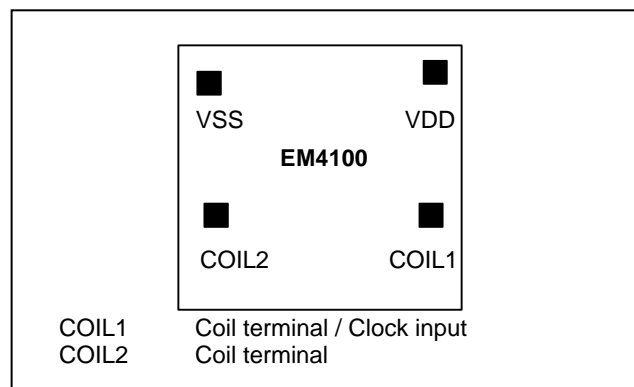 VSS VDD
EM4100
COIL2 COIL1
COIL1 Coil terminal / Clock input
COIL2 Coil terminal